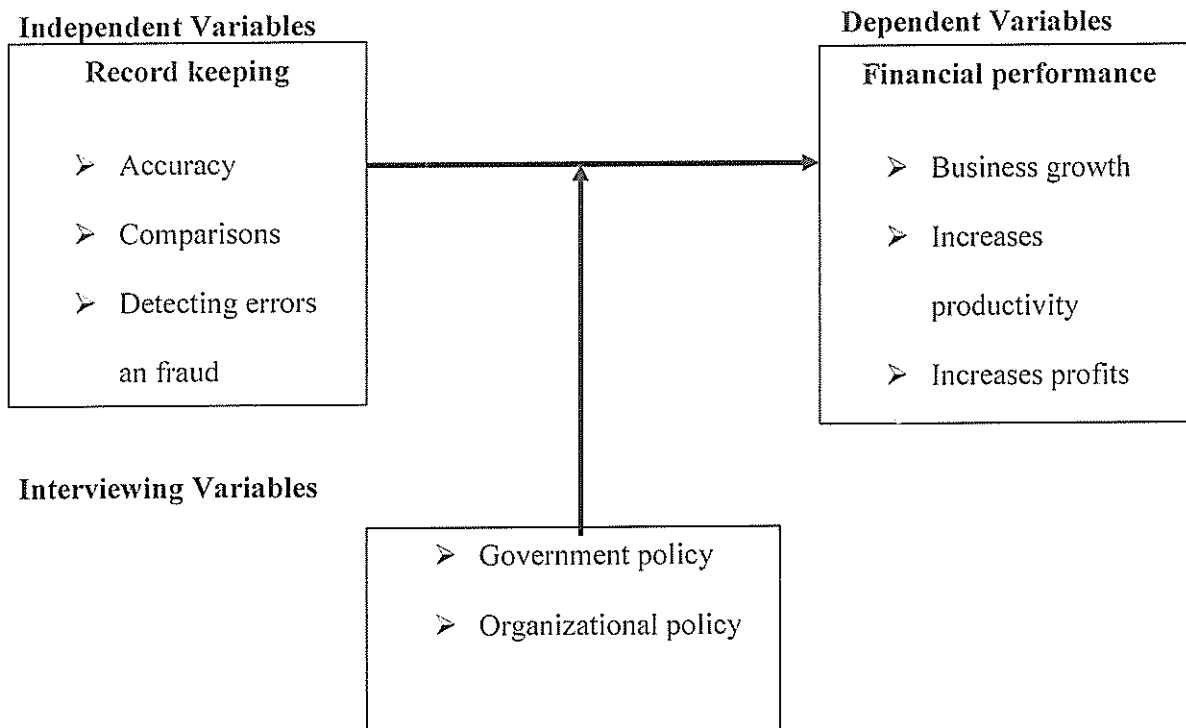 Independent Variables
Record keeping
➢ Accuracy
➢ Comparisons
➢ Detecting errors
an fraud
Dependent Variables
Financial performance
➢ Business growth
➢ Increases
productivity
➢ Increases profits
Interviewing Variables
➢ Government policy
➢ Organizational policy